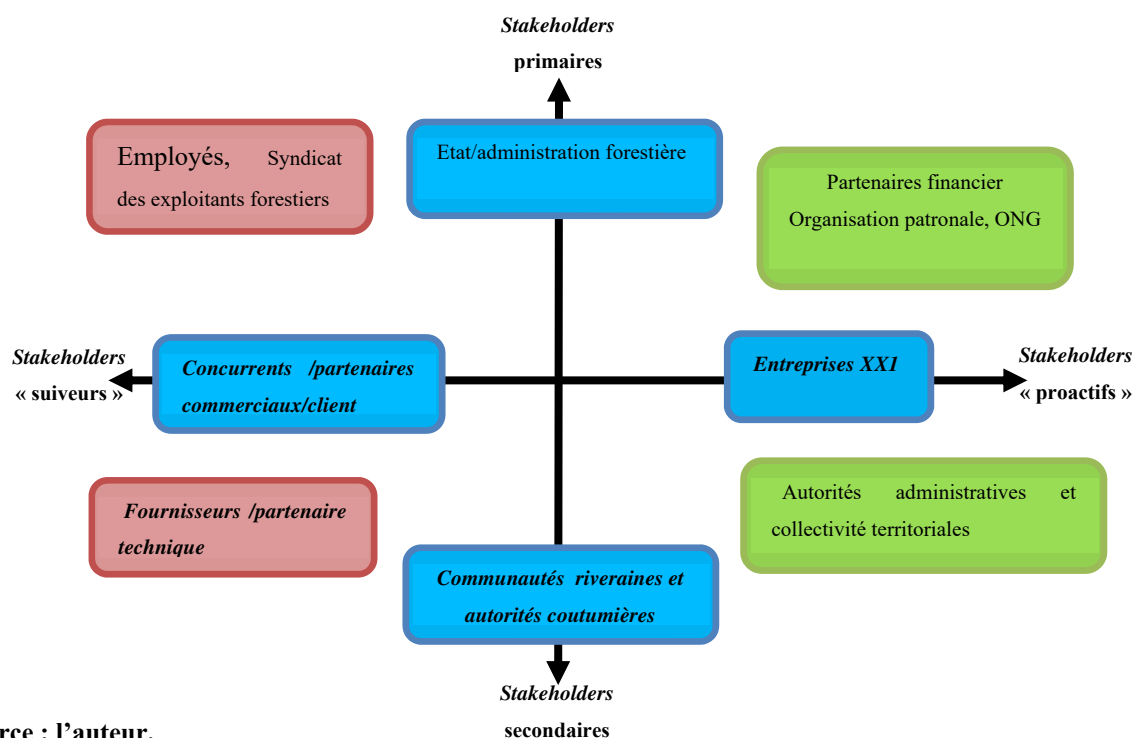 Stakeholders
primaires
Employés, Syndicat
des exploitants forestiers
Etat/administration forestière
Partenaires financier
Organisation patronale, ONG
Stakeholders
« suiveurs »
Concurrents /partenaires
commerciaux/client
Entreprises XX1
Stakeholders
« proactifs »
Fournisseurs /partenaire
technique
Autorités administratives et
collectivité territoriales
Communautés riveraines et
autorités coutumières
Stakeholders
secondaires
: l'auteur.